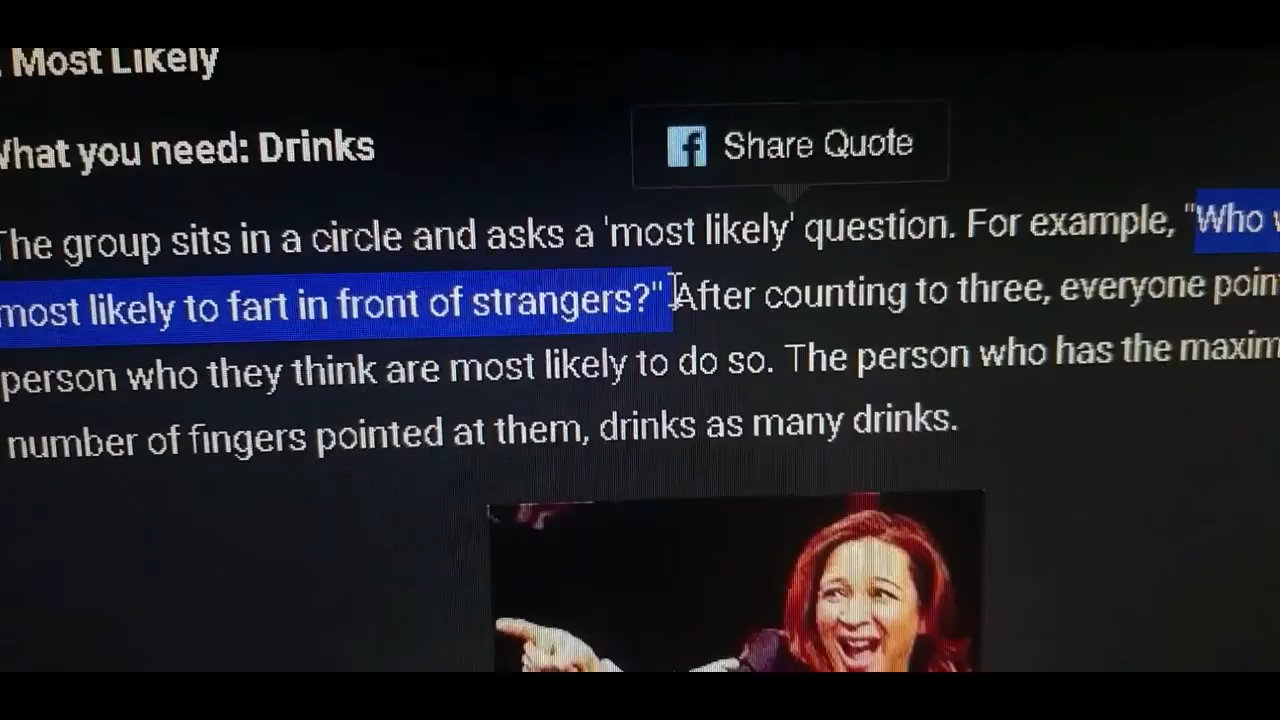 Most Likely
What you need: Drinks
f Share Quote
The group sits in a circle and asks a 'most likely' question. For example, "Who
most likely to fart in front of strangers?" After counting to three, everyone poin
person who they think are most likely to do so. The person who has the maxim
number of fingers pointed at them, drinks as many drinks.